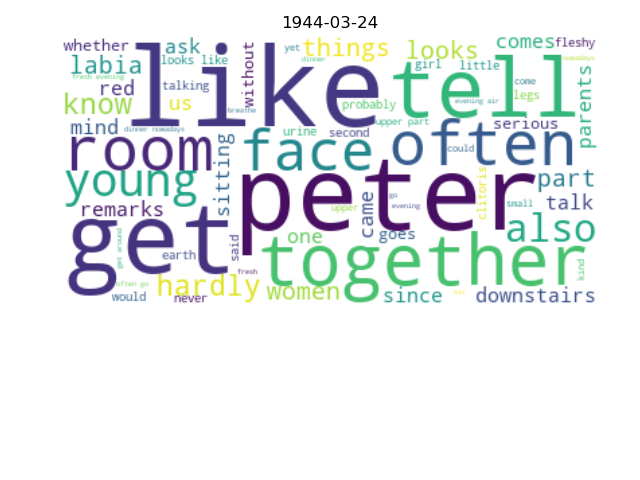 1944-03-24
whether ask things looks comes fleshy
labia looks like yet dinner girl little nowadays
fresh evening red talking without like tell come parents
know us probably breathe evening air legs
mind dinner nowadays urine second upper part serious
room face often could
young sitting peter clitoris part
remarks came go upper evening small talk
get said one goes also
get around earth together
often go hardly fresh women kind
would never since air downstairs